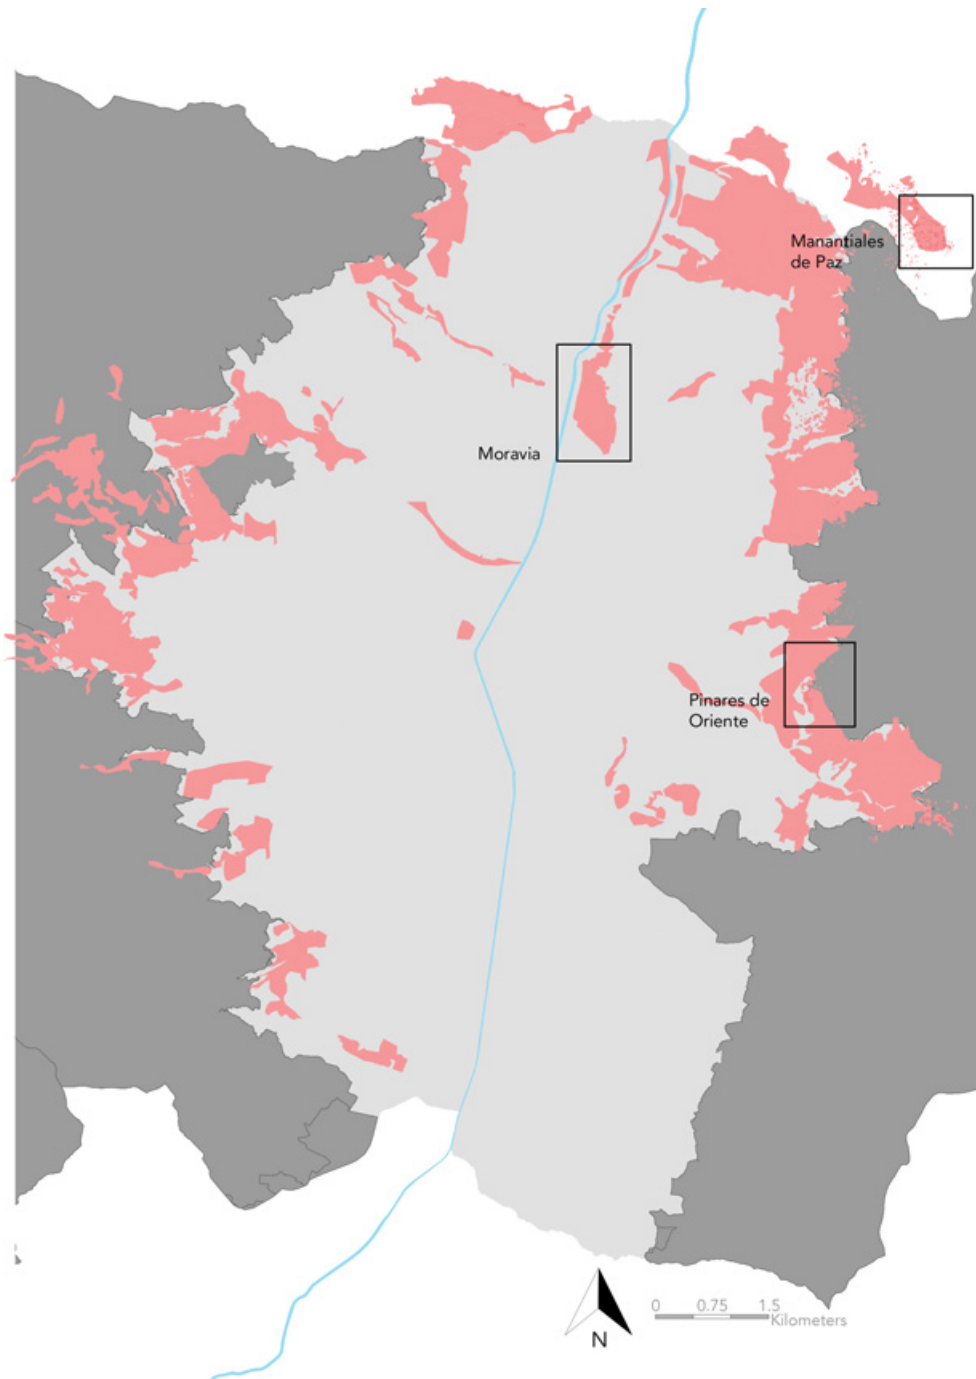 Manantiales
de Paz
Moravia
Pinares de
Oriente
0 0.75 1.5
Kilometers
N